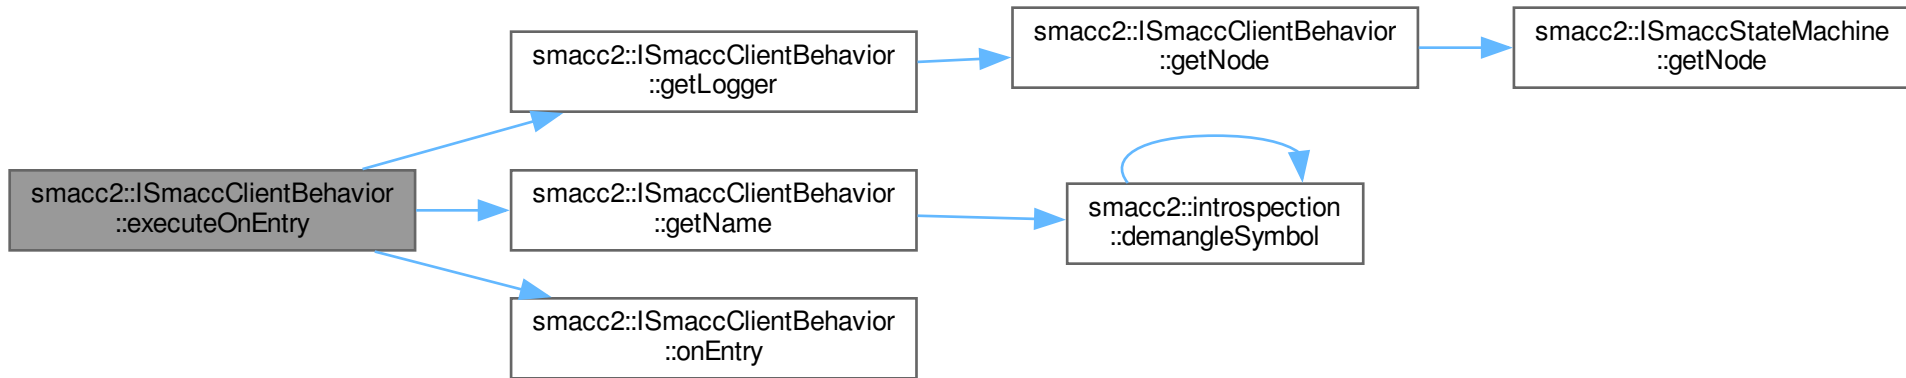 smacc2::ISmaccClientBehavior
::executeOnEntry
smacc2::ISmaccClientBehavior
::getLogger
smacc2::ISmaccClientBehavior
::getNode
smacc2::ISmaccStateMachine
::getNode
smacc2::ISmaccClientBehavior
::getName
smacc2::introspection
::demangleSymbol
smacc2::ISmaccClientBehavior
::onEntry